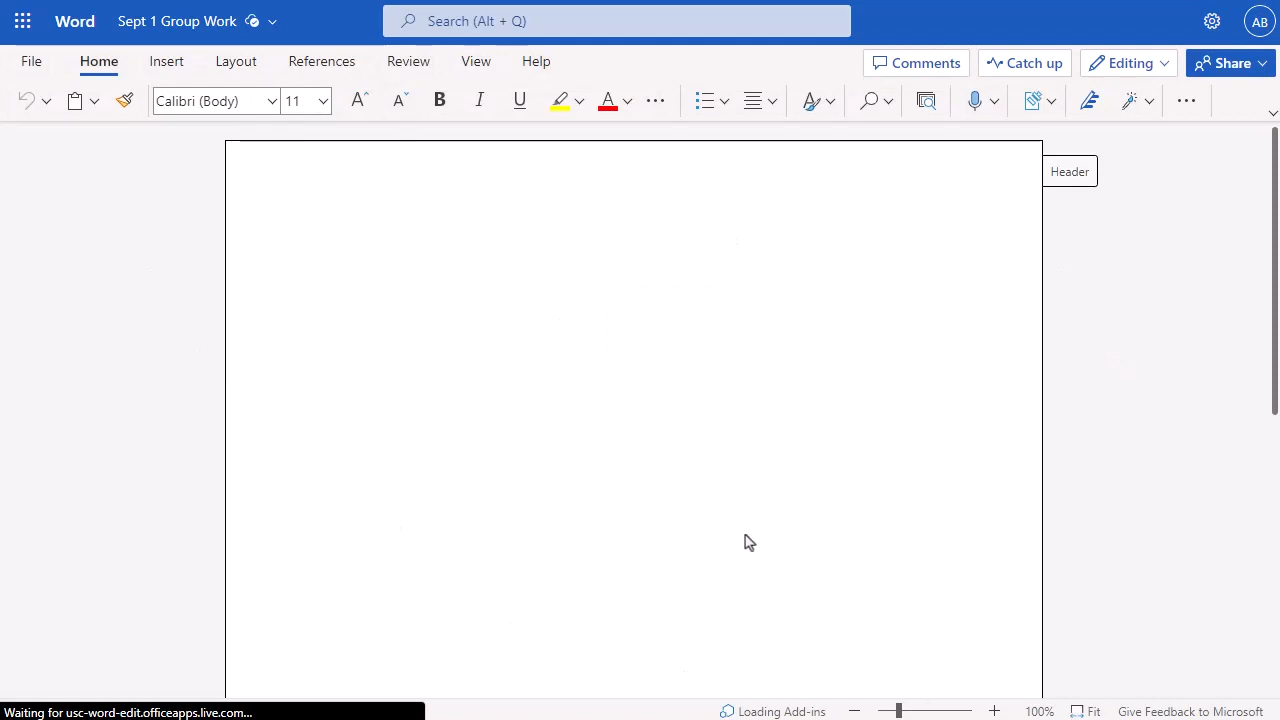 Word Sept 1 Group Work Search (Alt + Q) AB
File Home Insert Layout References Review View Help Comments Catch up Editing Share
Calibri (Body) 11 A A B I U A
Header
Waiting for usc-word-edit.officeapps.live.com... Loading Add-ins 100% Fit Give Feedback to Microsoft